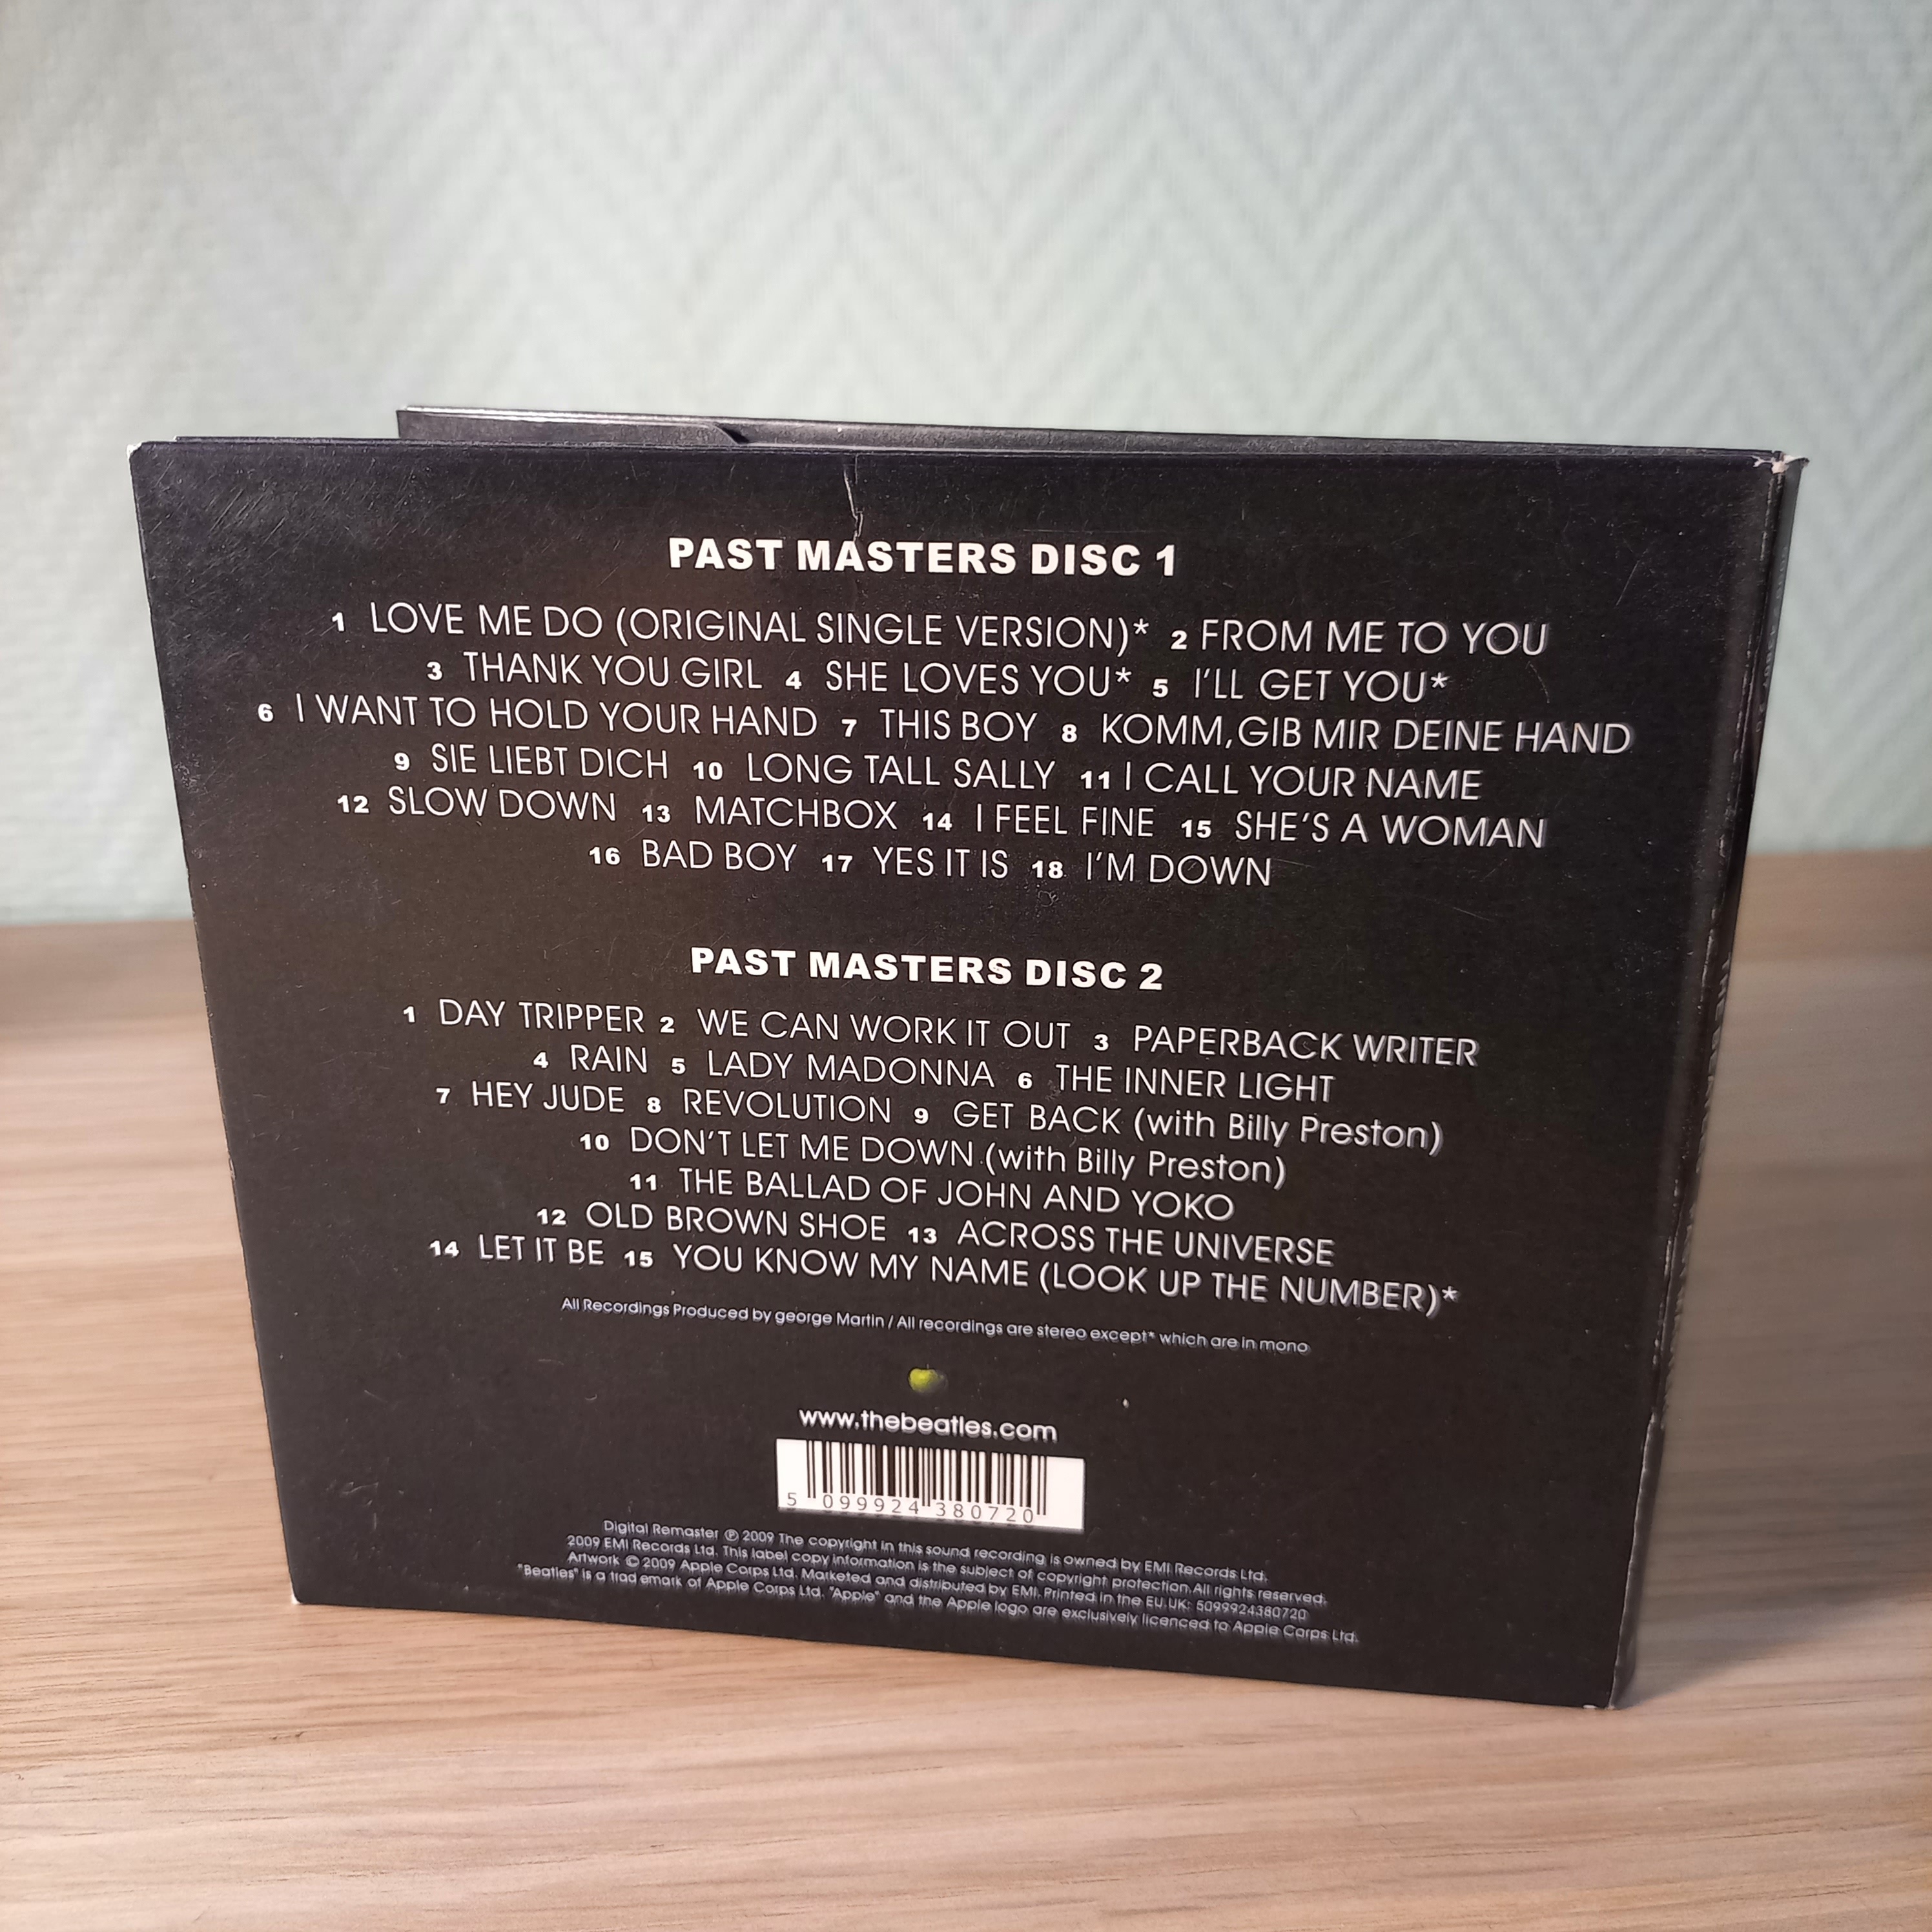 PAST MASTERS DISC 1
1 LOVE ME DO (ORIGINAL SINGLE VERSION)* 2 FROM ME TO YOU
3 THANK YOU GIRL 4 SHE LOVES YOU* 5 I'LL GET YOU*
6 I WANT TO HOLD YOUR HAND 7 THIS BOY 8 KOMM,GIB MIR DEINE HAND
9 SIE LIEBT DICH 10 LONG TALL SALLY 11 I CALL YOUR NAME
12 SLOW DOWN 13 MATCHBOX 14 I FEEL FINE 15 SHE'S A WOMAN
16 BAD BOY 17 YES IT IS 18 I'M DOWN
PAST MASTERS DISC 2
1 DAY TRIPPER 2 WE CAN WORK IT OUT 3 PAPERBACK WRITER
4 RAIN 5 LADY MADONNA 6 THE INNER LIGHT
7 HEY JUDE 8 REVOLUTION 9 GET BACK (with Billy Preston)
10 DON'T LET ME DOWN (with Billy Preston)
11 THE BALLAD OF JOHN AND YOKO
12 OLD BROWN SHOE 13 ACROSS THE UNIVERSE
14 LET IT BE 15 YOU KNOW MY NAME (LOOK UP THE NUMBER)*
All Recordings Produced by george Martin / All recordings are stereo except* which are in mono
www.thebeatles.com
5 099924 380720
Digital Remaster ℗ 2009 The copyright in this sound recording is owned by EMI Records Ltd.
2009 EMI Records Ltd. This label copy information is the subject of copyright protection.All rights reserved.
Artwork © 2009 Apple Corps Ltd. Marketed and distributed by EMI. Printed in the EU.UK: 5099924380720
"Beatles" is a trad emark of Apple Corps Ltd. "Apple" and the Apple logo are exclusively licenced to Apple Corps Ltd.